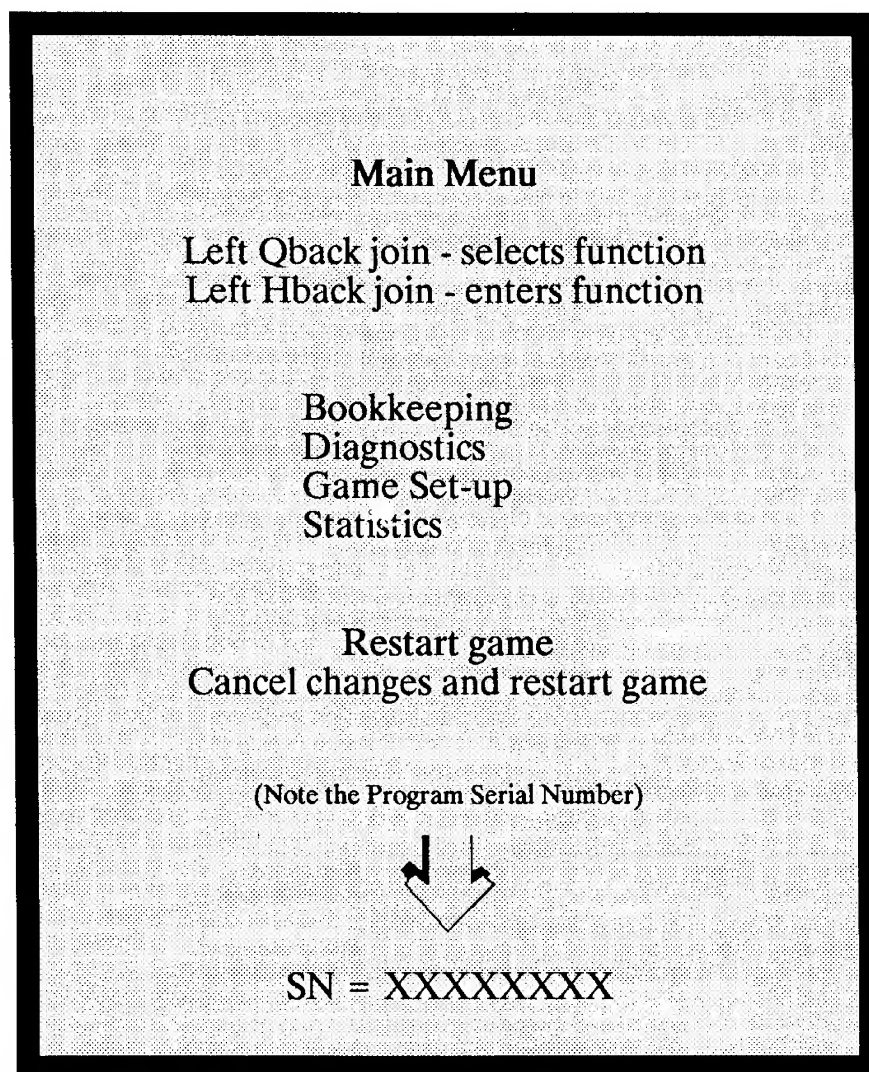 Main Menu
Left Qback join - selects function
Left Hback join - enters function
Bookkeeping
Diagnostics
Game Set-up
Statistics
Restart game
Cancel changes and restart game
(Note the Program Serial Number)
SN = XXXXXXXX